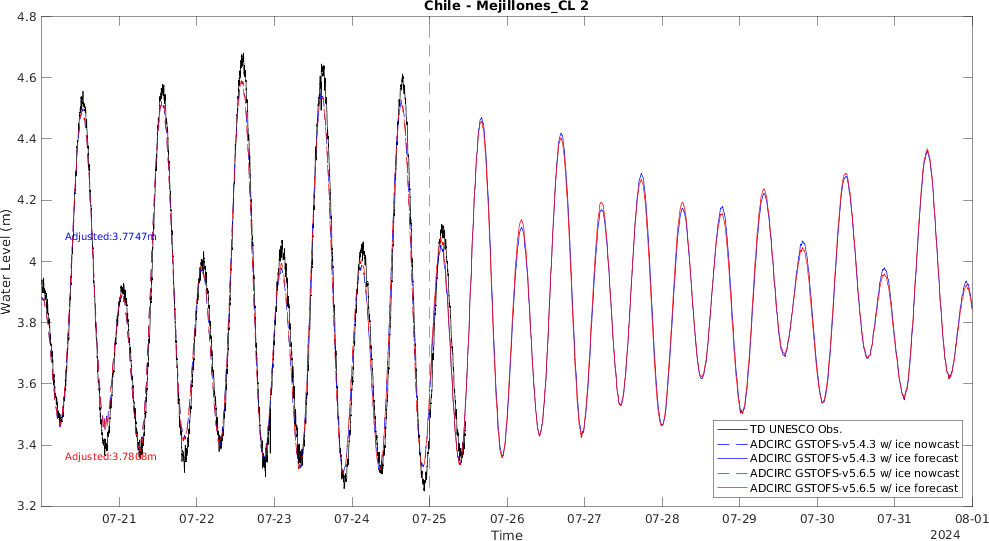 Chile - Mejillones_CL 2
4.8
4.6
4.4
4.2
4
3.8
3.6
3.4
3.2
Water Level (m)
Adjusted:3.7747m
Adjusted:3.7868m
TD UNESCO Obs.
ADCIRC GSTOFS-v5.4.3 w/ ice nowcast
ADCIRC GSTOFS-v5.4.3 w/ ice forecast
ADCIRC GSTOFS-v5.6.5 w/ ice nowcast
ADCIRC GSTOFS-v5.6.5 w/ ice forecast
07-21 07-22 07-23 07-24 07-25 07-26 07-27 07-28 07-29 07-30 07-31 08-01
Time
2024